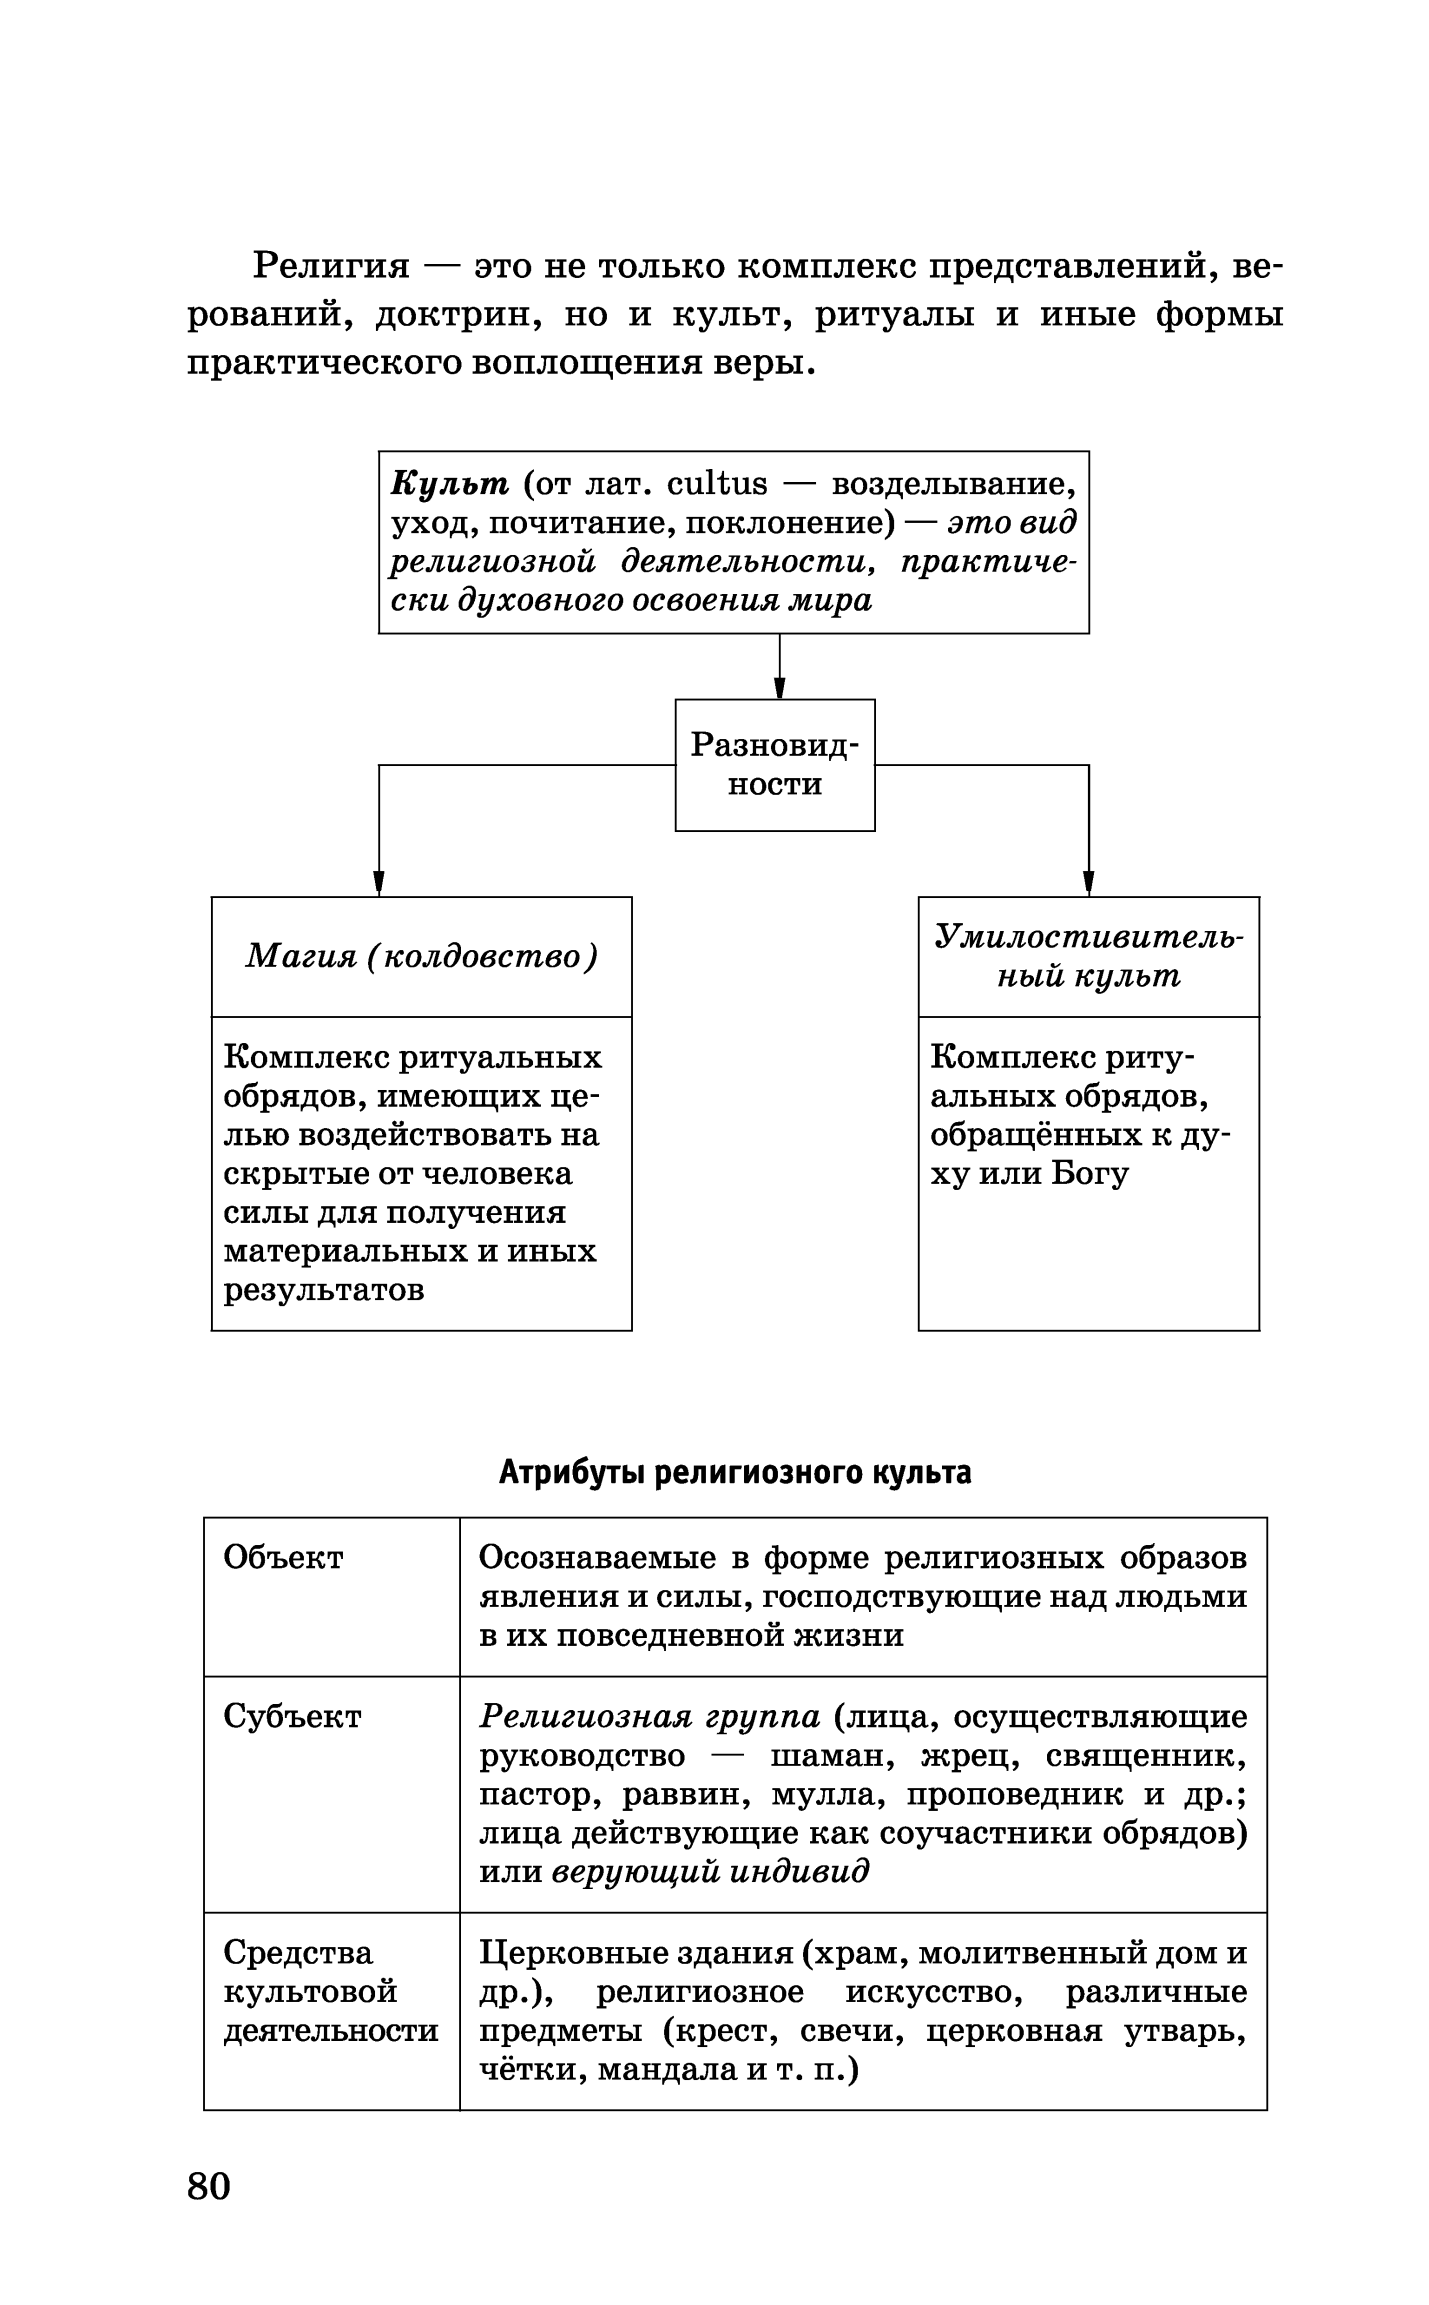 Религия — это не только комплекс представлений, ве-
рований, доктрин, но и культ, ритуалы и иные формы
практического воплощения веры.
Культ (от лат. cultus — возделывание,
уход, почитание, поклонение) — это вид
религиозной деятельности, практиче-
ски духовного освоения мира
Разновид-
ности
Магия (колдовство)
Комплекс ритуальных
обрядов, имеющих це-
лью воздействовать на
скрытые от человека
силы для получения
материальных и иных
результатов
Умилостивитель-
ный культ
Комплекс риту-
альных обрядов,
обращённых к ду-
ху или Богу
Атрибуты религиозного культа
Объект
Осознаваемые в форме религиозных образов
явления и силы, господствующие над людьми
в их повседневной жизни
Субъект
Религиозная группа (лица, осуществляющие
руководство — шаман, жрец, священник,
пастор, раввин, мулла, проповедник и др.;
лица действующие как соучастники обрядов)
или верующий индивид
Средства
культовой
деятельности
Церковные здания (храм, молитвенный дом и
др.), религиозное искусство, различные
предметы (крест, свечи, церковная утварь,
чётки, мандала и т. п.)
80